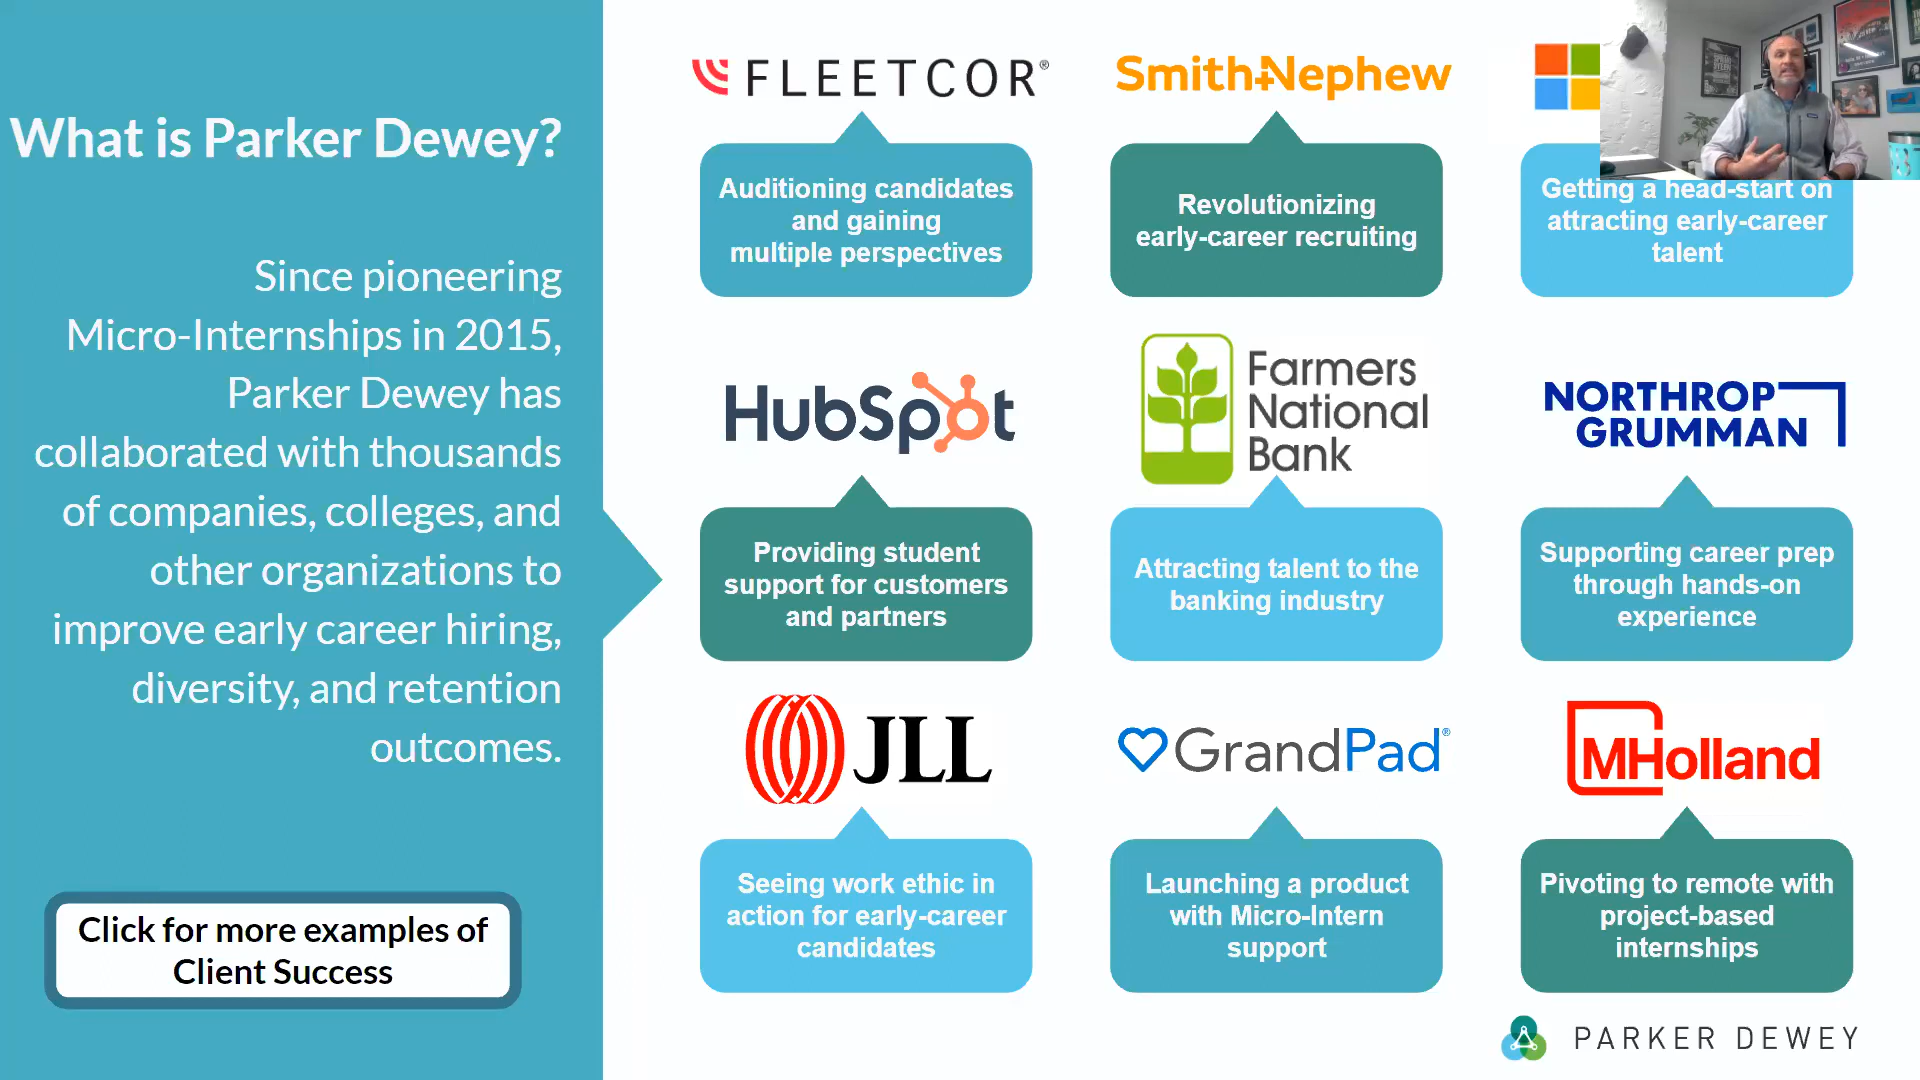 What is Parker Dewey?
Since pioneering
Micro-Internships in 2015,
Parker Dewey has
collaborated with thousands
of companies, colleges, and
other organizations to
improve early career hiring,
diversity, and retention
outcomes.
Click for more examples of
Client Success
FLEETCOR®
Auditioning candidates
and gaining
multiple perspectives
Smith+Nephew
Revolutionizing
early-career recruiting
Getting a head-start on
attracting early-career
talent
HubSpot
Providing student
support for customers
and partners
Farmers
National
Bank
Attracting talent to the
banking industry
NORTHROP
GRUMMAN
Supporting career prep
through hands-on
experience
JLL
Seeing work ethic in
action for early-career
candidates
GrandPad®
Launching a product
with Micro-Intern
support
MHolland
Pivoting to remote with
project-based
internships
PARKER DEWEY